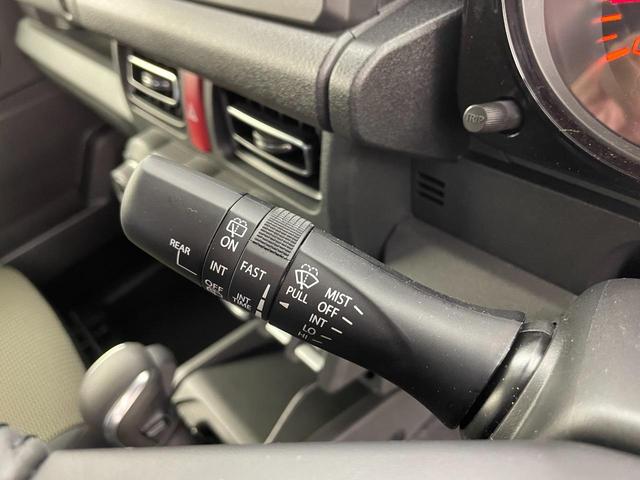 TRIP
REAR
ON
INT
OFF
FAST
INT
TIME
PULL
MIST
OFF
INT
LO
HI